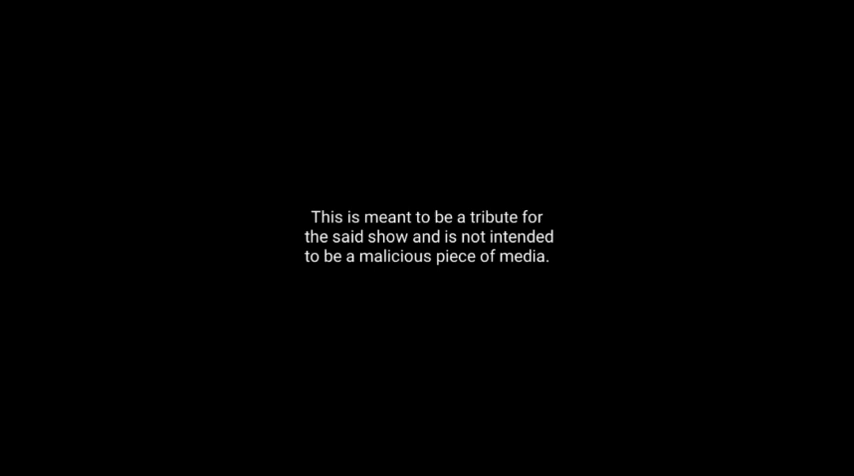 This is meant to be a tribute for
the said show and is not intended
to be a malicious piece of media.